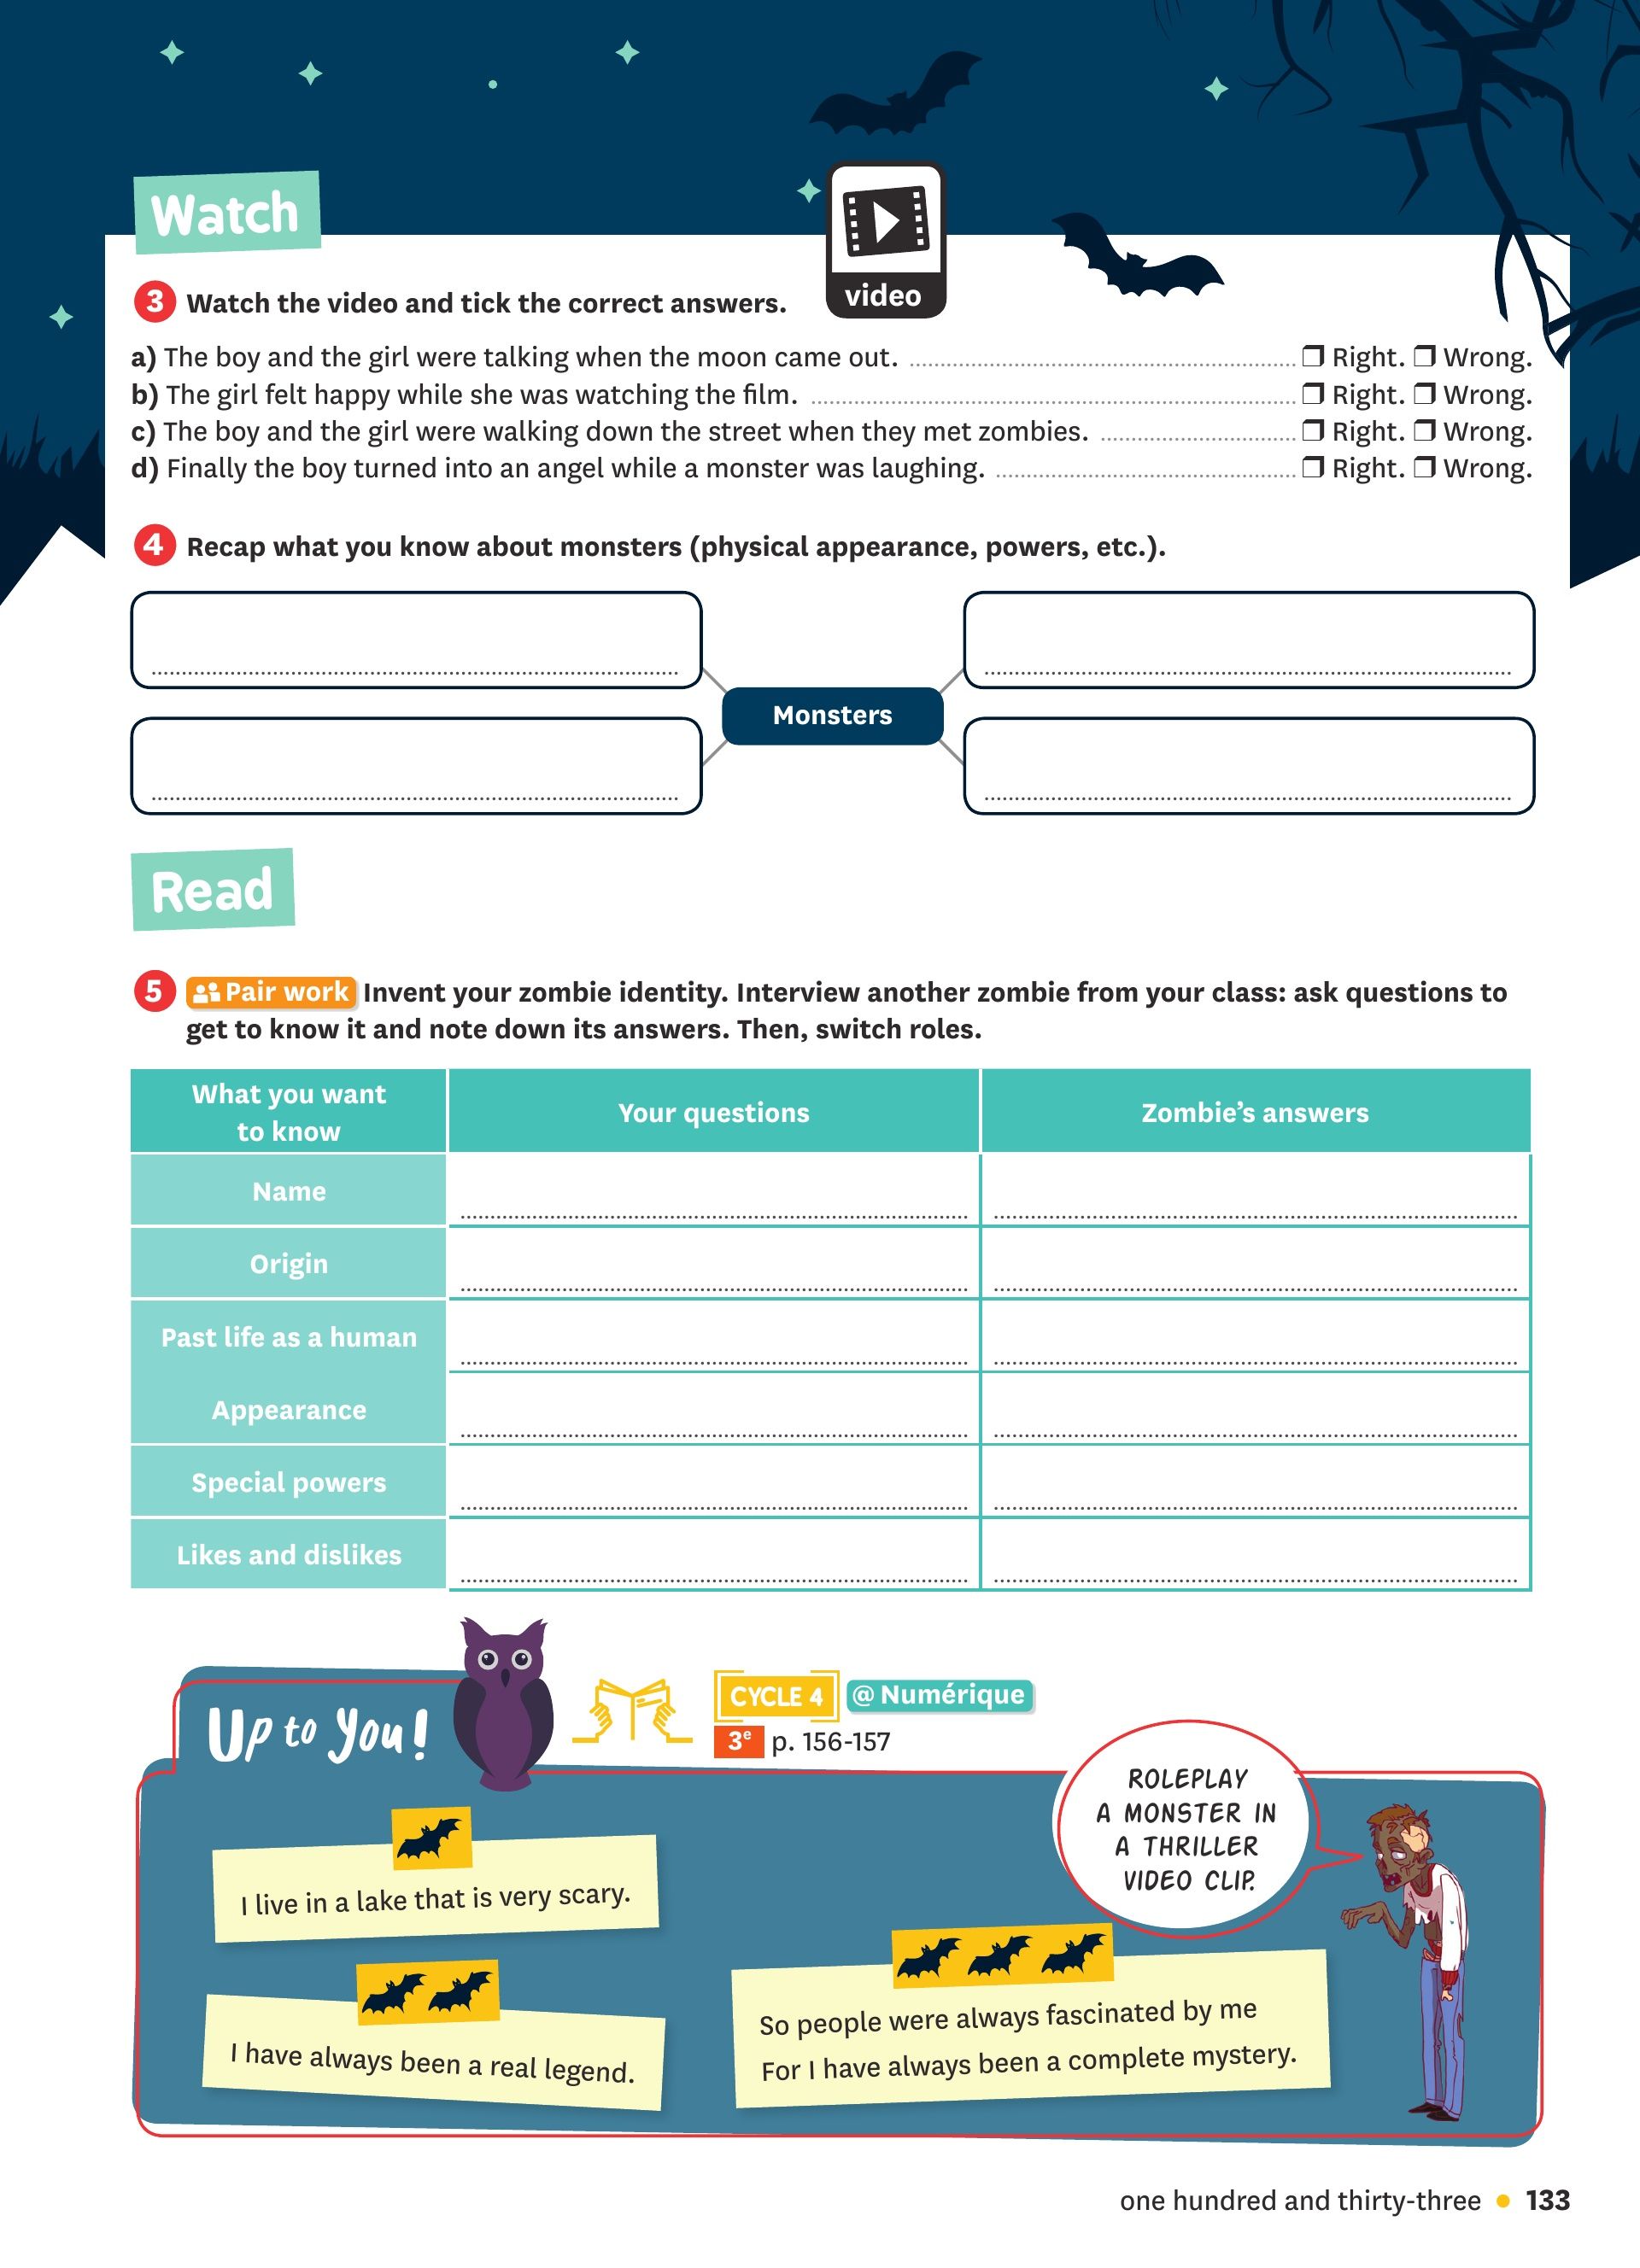 Watch
video
3 Watch the video and tick the correct answers.
a) The boy and the girl were talking when the moon came out. ❒ Right. ❒ Wrong.
b) The girl felt happy while she was watching the film. ❒ Right. ❒ Wrong.
c) The boy and the girl were walking down the street when they met zombies. ❒ Right. ❒ Wrong.
d) Finally the boy turned into an angel while a monster was laughing. ❒ Right. ❒ Wrong.
4 Recap what you know about monsters (physical appearance, powers, etc.).
Monsters
Read
5 Pair work Invent your zombie identity. Interview another zombie from your class: ask questions to
get to know it and note down its answers. Then, switch roles.
What you want
to know
Your questions
Zombie's answers
Name
Origin
Past life as a human
Appearance
Special powers
Likes and dislikes
Up to You!
CYCLE 4 @ Numérique
3e p. 156-157
ROLEPLAY
A MONSTER IN
A THRILLER
VIDEO CLIP.
I live in a lake that is very scary.
I have always been a real legend.
So people were always fascinated by me
For I have always been a complete mystery.
one hundred and thirty-three • 133